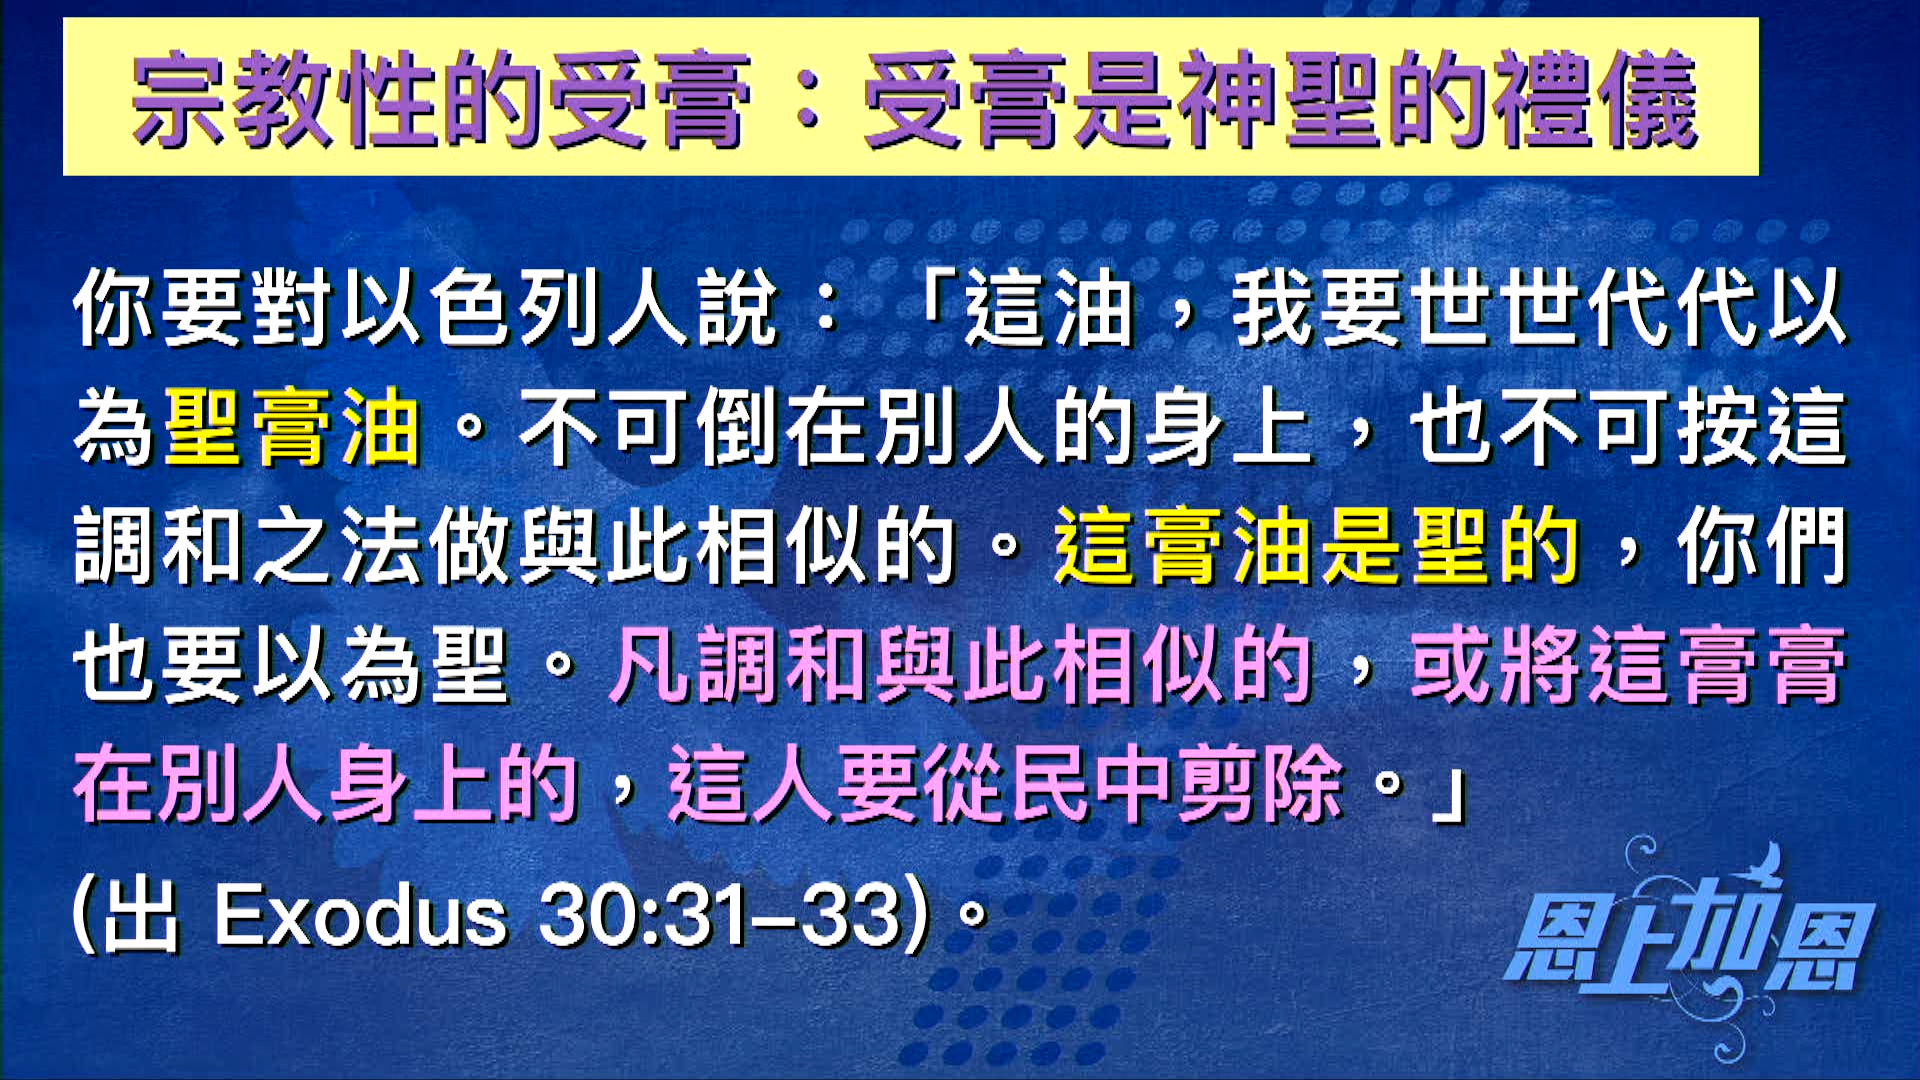 宗教性的受膏：受膏是神聖的禮儀
你要對以色列人說：「這油，我要世世代代以
為聖膏油。不可倒在別人的身上，也不可按這
調和之法做與此相似的。這膏油是聖的，你們
也要以為聖。凡調和與此相似的，或將這膏膏
在別人身上的，這人要從民中剪除。」
(出 Exodus 30:31–33)。
恩上加恩